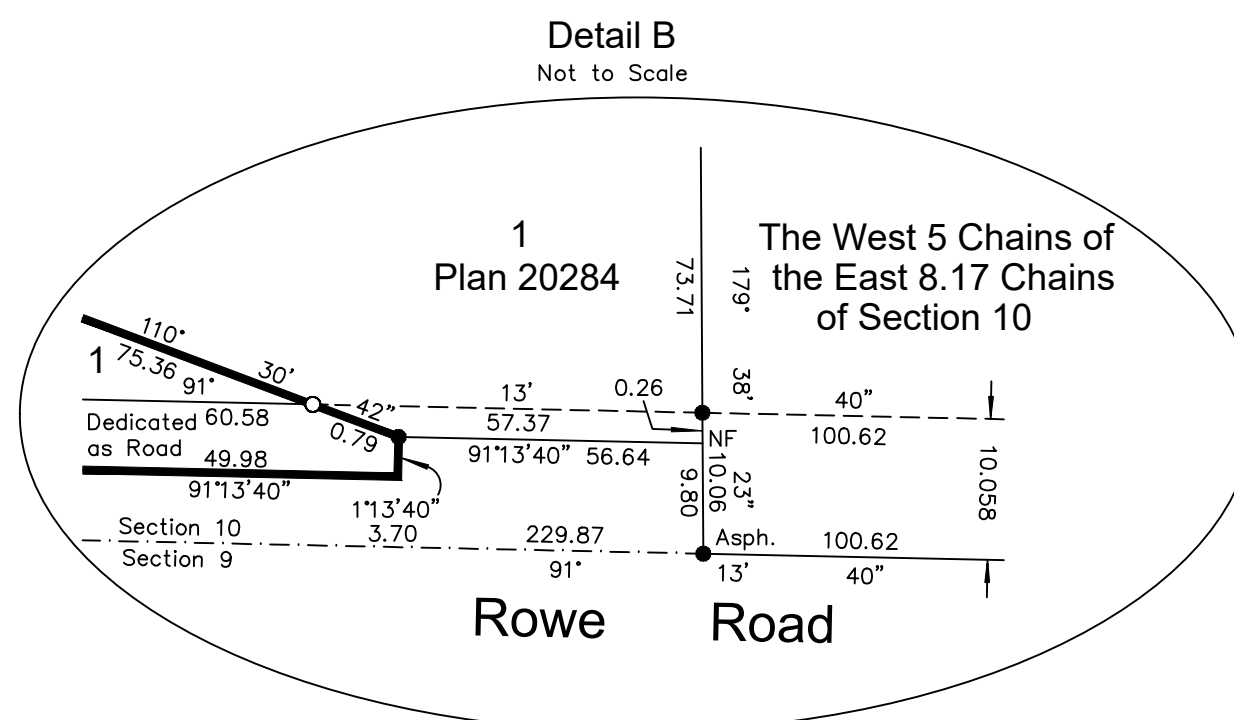 Detail B
Not to Scale
1
Plan 20284
The West 5 Chains of
the East 8.17 Chains
of Section 10
73.71
179°
38'
23"
110°
30'
42"
1
75.36
0.79
91°
13'
40"
Dedicated
as Road
60.58
57.37
0.26
100.62
49.98
91°13'40"
91°13'40" 56.64
NF
10.06
9.80
10.058
1°13'40"
3.70
Section 10
Section 9
229.87
Asph.
100.62
91°
13'
40"
Rowe Road